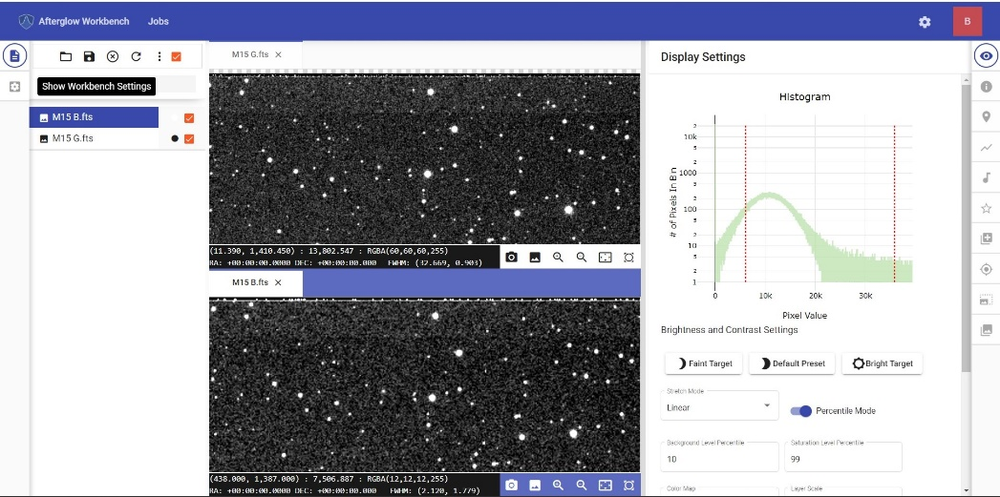 Afterglow Workbench Jobs B
Show Workbench Settings
M15 B.fts
M15 G.fts
M15 G.fts ×
(11.390, 1,410.450) : 13,802.547 : RGBA(60,60,60,255)
RA: +00:00:00.0000 DEC: +00:00:00.000 FWHM: (32.669, 0.903)
M15 B.fts ×
(438.000, 1,387.000) : 7,506.887 : RGBA(12,12,12,255)
RA: +00:00:00.0000 DEC: +00:00:00.000 FWHM: (2.120, 1.779)
Display Settings
Histogram
# of Pixels In Bin
2
10k
5
2
1000
5
2
100
5
2
10
5
2
1
0 10k 20k 30k
Pixel Value
Brightness and Contrast Settings
Faint Target Default Preset Bright Target
Stretch Mode
Linear
Percentile Mode
Background Level Percentile Saturation Level Percentile
10 99
Color Map Layer Scale